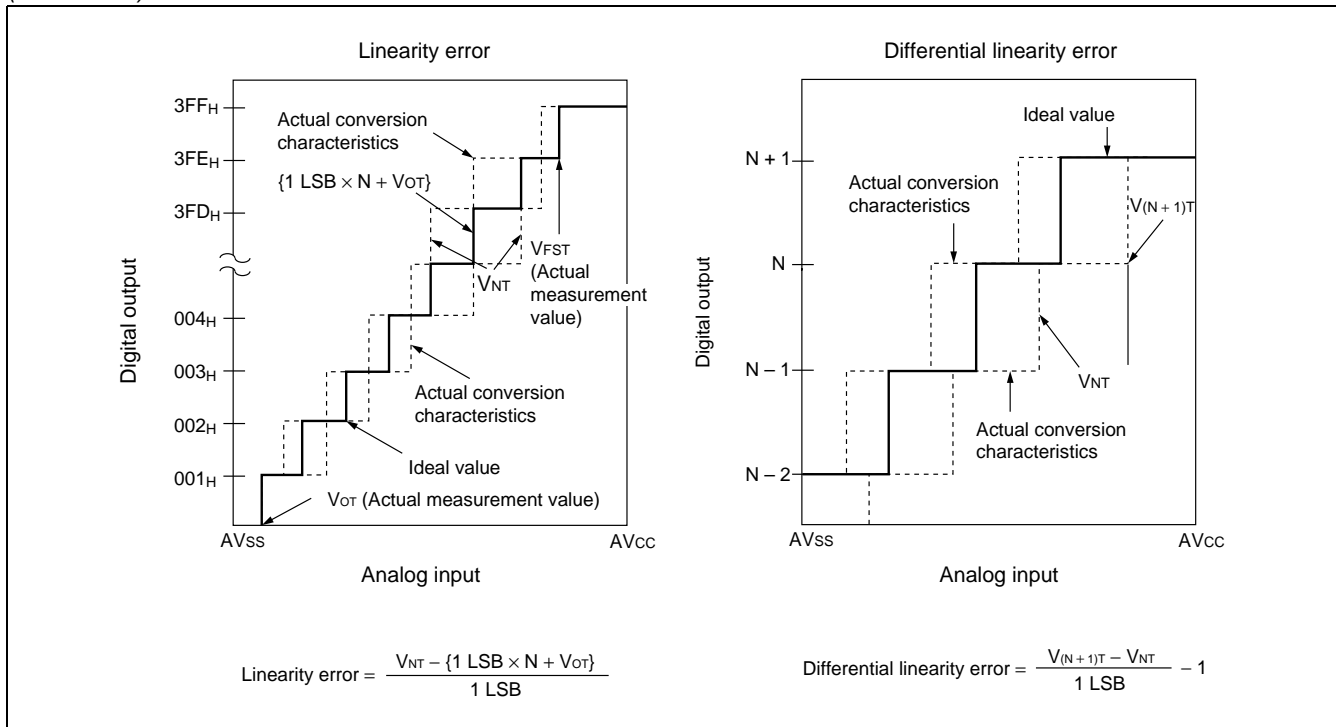 Linearity error
3FFH
3FEH
3FDH
004H
003H
002H
001H
Digital output
Actual conversion
characteristics
{1 LSB × N + VOT}
VNT
VFST
(Actual
measurement
value)
Actual conversion
characteristics
Ideal value
VOT (Actual measurement value)
AVSS
AVCC
Analog input
Linearity error = VNT – {1 LSB × N + VOT}
1 LSB
Differential linearity error
N + 1
N
N – 1
N – 2
Digital output
Ideal value
Actual conversion
characteristics
V(N + 1)T
VNT
Actual conversion
characteristics
AVSS
AVCC
Analog input
Differential linearity error = V(N + 1)T – VNT – 1
1 LSB